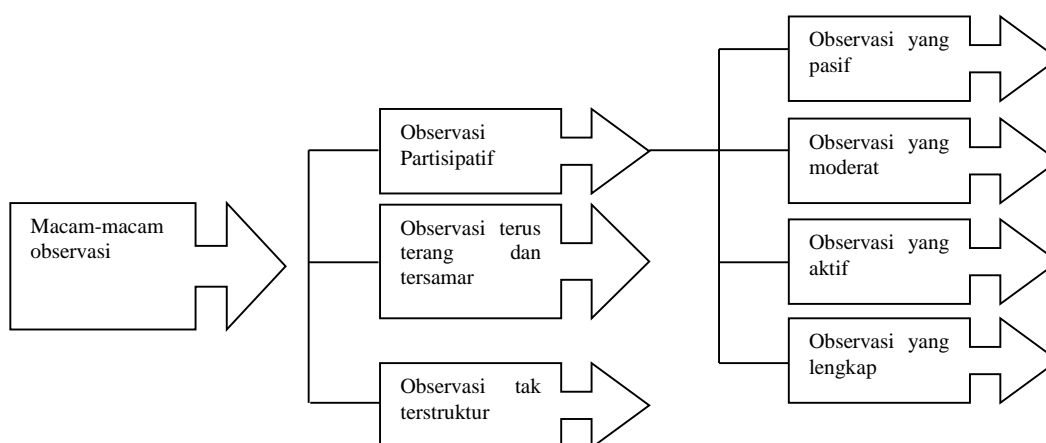 Macam-macam
observasi
Observasi
Partisipatif
Observasi terus
terang dan
tersamar
Observasi tak
terstruktur
Observasi yang
pasif
Observasi yang
moderat
Observasi yang
aktif
Observasi yang
lengkap